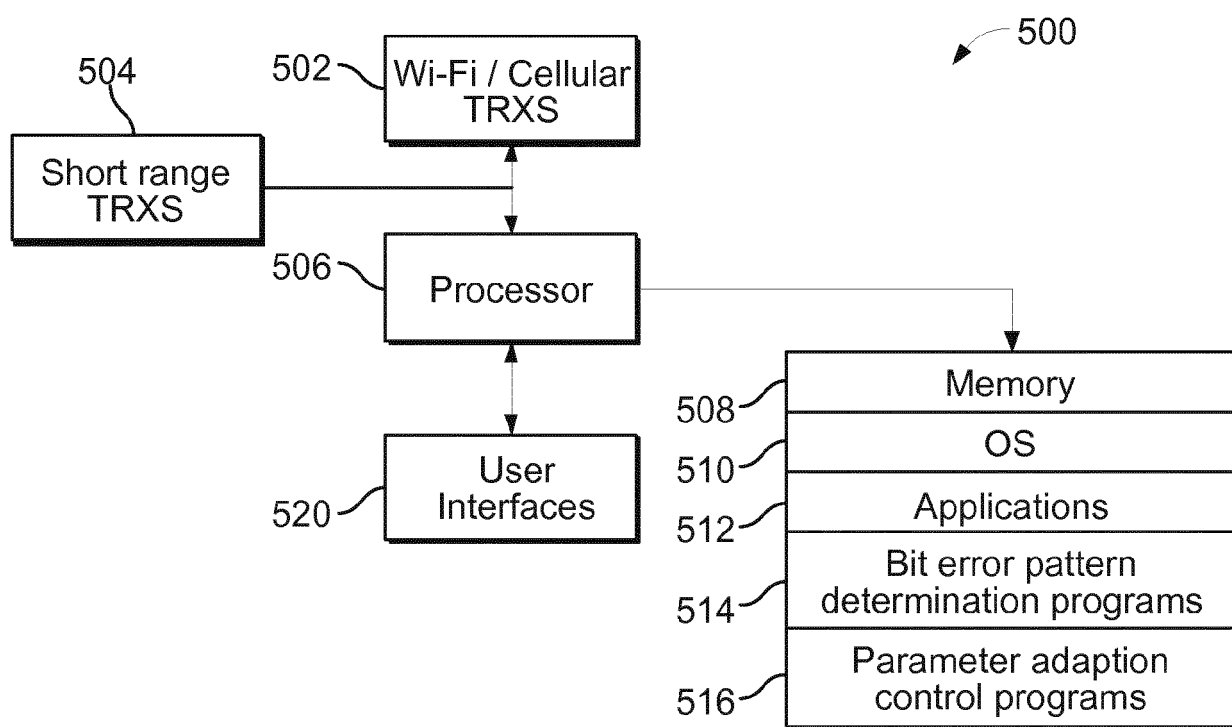 500
504
502
Wi-Fi / Cellular
TRXS
Short range
TRXS
506
Processor
508
Memory
510
OS
520
User
Interfaces
512
Applications
514
Bit error pattern
determination programs
516
Parameter adaption
control programs